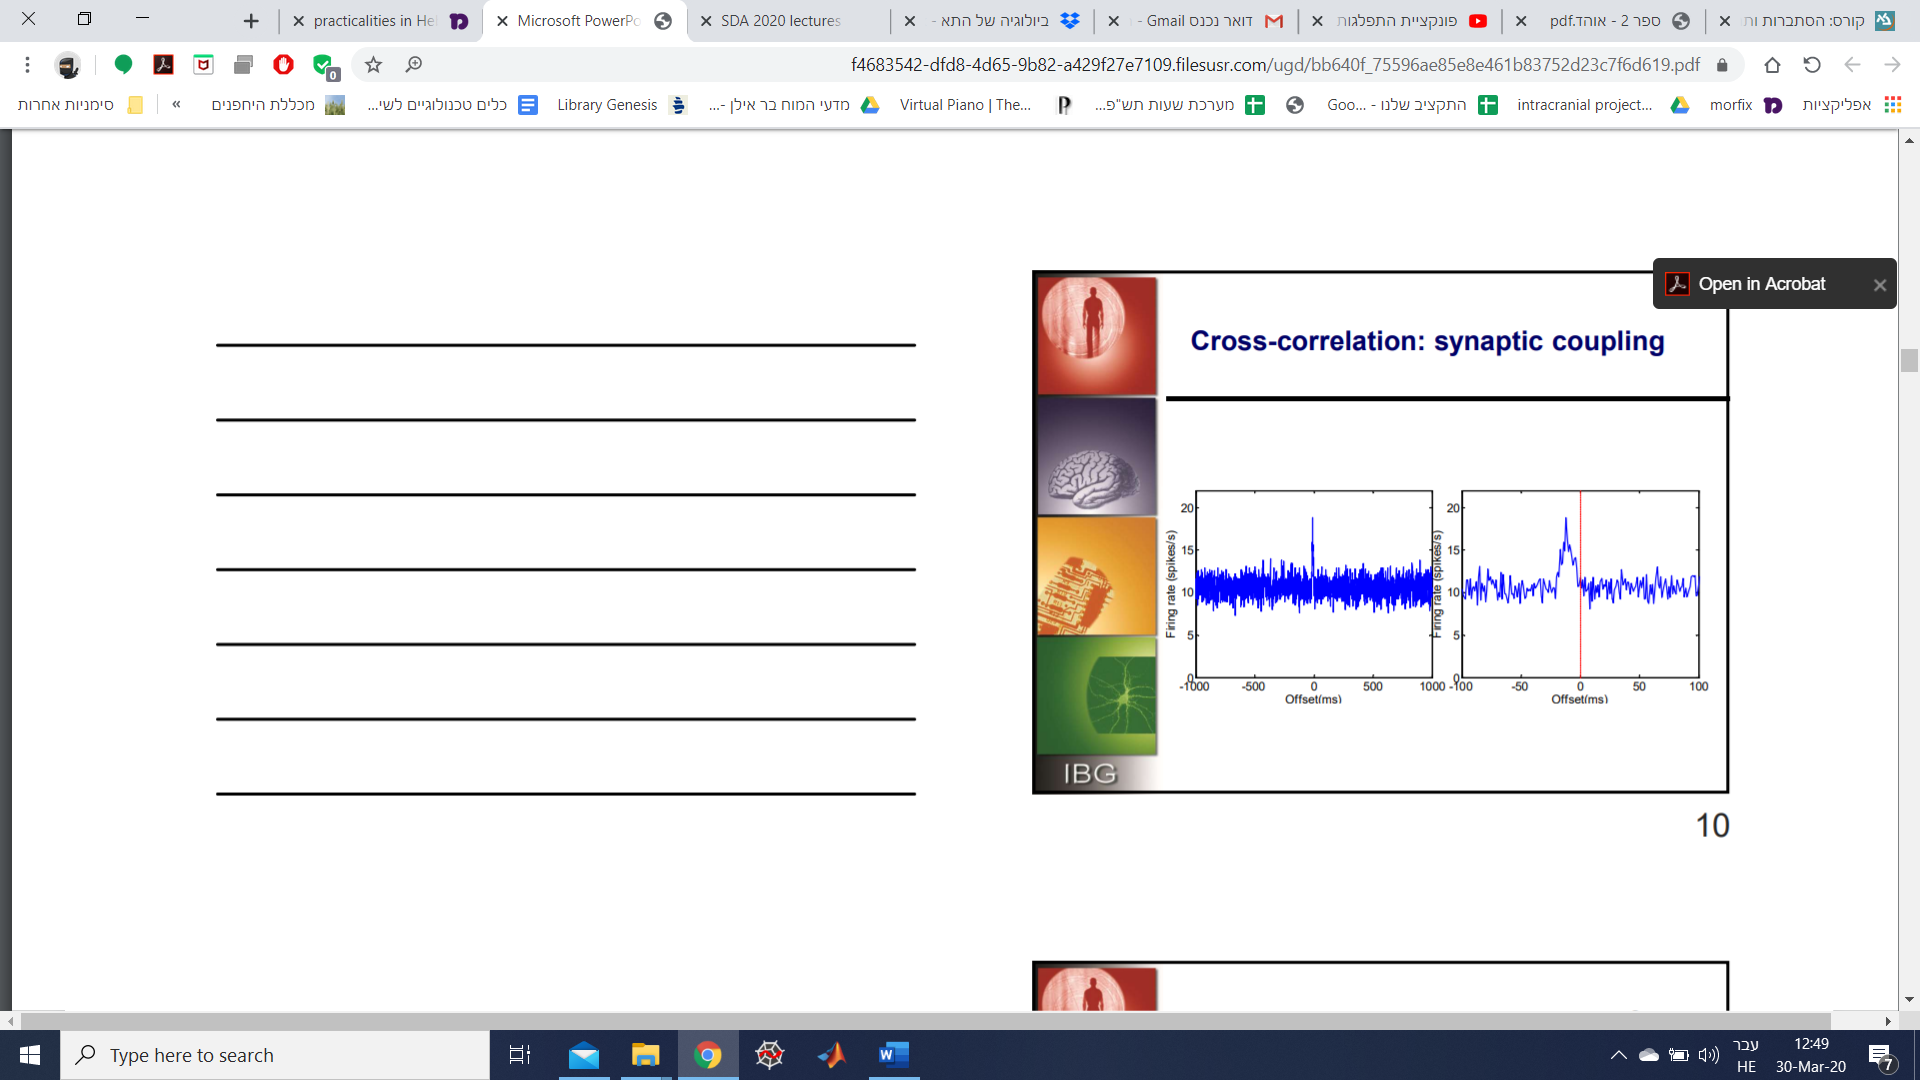 practicalities in He
Microsoft PowerPo
SDA 2020 lectures
ביולוגיה של התא -
דואר נכנס - Gmail
פונקציית התפלגות
ספר 2 - אוהד.pdf
קורס: הסתברות
f4683542-dfd8-4d65-9b82-a429f27e7109.filesusr.com/ugd/bb640f_75596ae85e8e461b83752d23c7f6d619.pdf
0
אפליקציות
morfix
intracranial project...
התקציב שלנו - Goo...
מערכת שעות תש"פ...
Virtual Piano | The...
מדעי המוח בר אילן -...
Library Genesis
כלים טכנולוגיים לשי...
מכללת היחפנים
«
סימניות אחרות
Open in Acrobat
Cross-correlation: synaptic coupling
Firing rate (spikes/s)
20
15
10
5
0
-1000
-500
0
500
1000
Offset(ms)
Firing rate (spikes/s)
20
15
10
5
0
-100
-50
0
50
100
Offset(ms)
IBG
10
Type here to search
עבר
HE
12:49
30-Mar-20
7